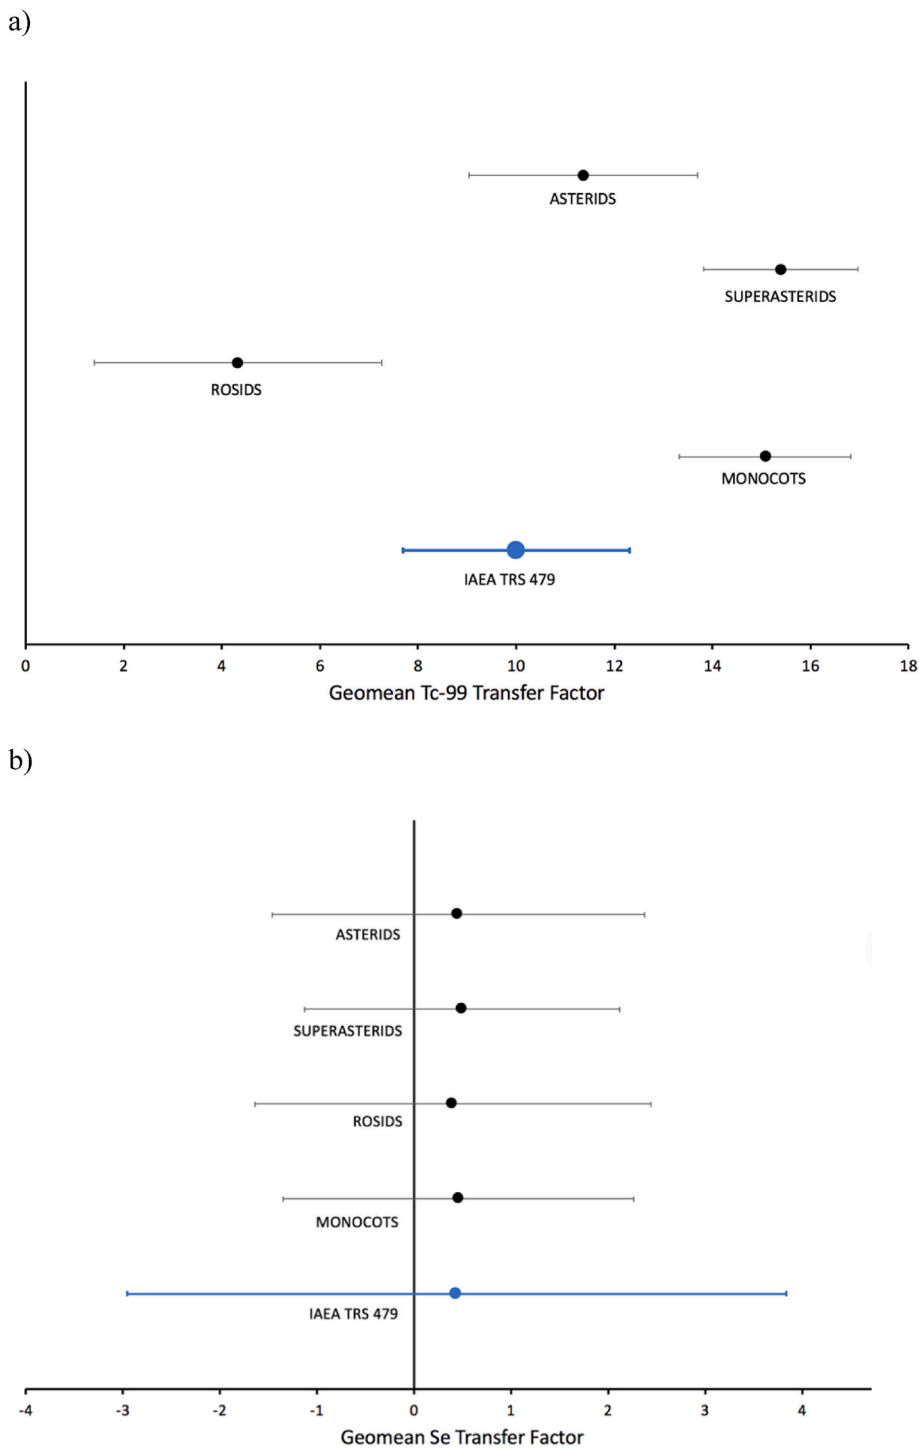 a)
ASTERIDS
SUPERASTERIDS
ROSIDS
MONOCOTS
IAEA TRS 479
0 2 4 6 8 10 12 14 16 18
Geomean Tc-99 Transfer Factor
b)
ASTERIDS
SUPERASTERIDS
ROSIDS
MONOCOTS
IAEA TRS 479
-4 -3 -2 -1 0 1 2 3 4
Geomean Se Transfer Factor